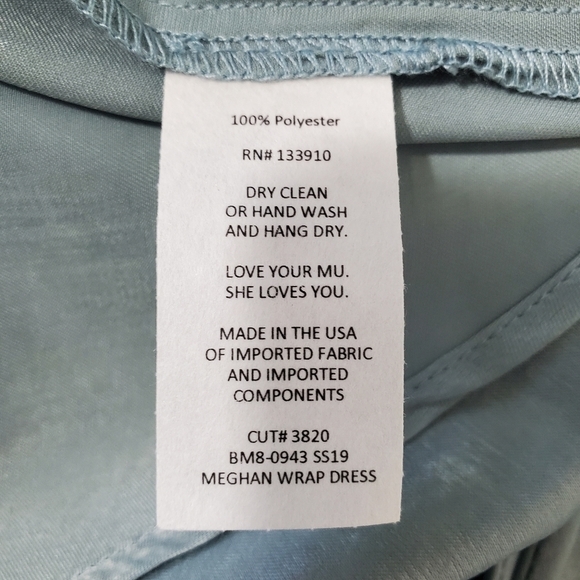 100% Polyester
RN# 133910
DRY CLEAN
OR HAND WASH
AND HANG DRY.
LOVE YOUR MU.
SHE LOVES YOU.
MADE IN THE USA
OF IMPORTED FABRIC
AND IMPORTED
COMPONENTS
CUT# 3820
BM8-0943 SS19
MEGHAN WRAP DRESS